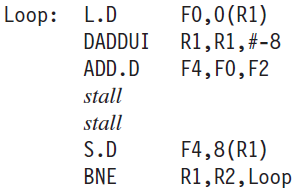 Loop: L.D F0,0(R1)
DADDUI R1,R1,#-8
ADD.D F4,F0,F2
stall
stall
S.D F4,8(R1)
BNE R1,R2,Loop